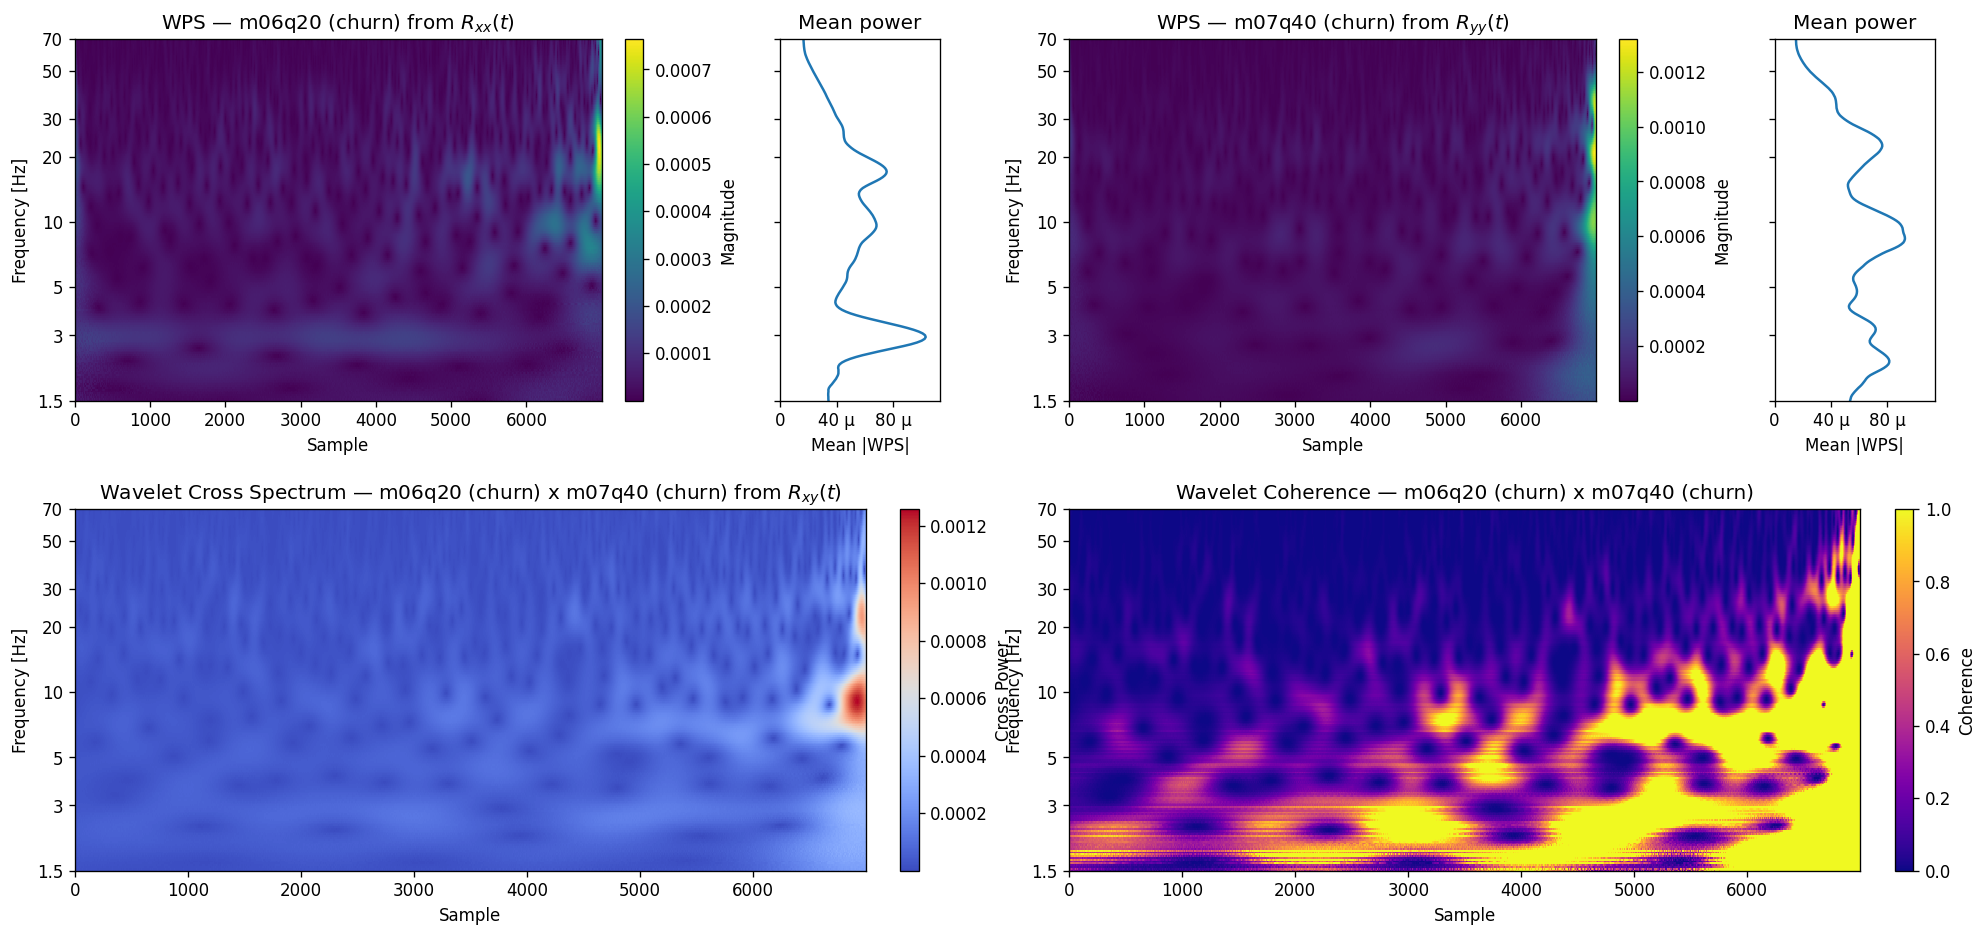 WPS — m06q20 (churn) from Rxx(t)
70
50
30
20
10
5
3
1.5
Frequency [Hz]
0 1000 2000 3000 4000 5000 6000
Sample
0.0007
0.0006
0.0005
0.0004
0.0003
0.0002
0.0001
Magnitude
Mean power
0 40 µ 80 µ
Mean |WPS|
WPS — m07q40 (churn) from Ryy(t)
70
50
30
20
10
5
3
1.5
Frequency [Hz]
0 1000 2000 3000 4000 5000 6000
Sample
0.0012
0.0010
0.0008
0.0006
0.0004
0.0002
Magnitude
Mean power
0 40 µ 80 µ
Mean |WPS|
Wavelet Cross Spectrum — m06q20 (churn) x m07q40 (churn) from Rxy(t)
70
50
30
20
10
5
3
1.5
Frequency [Hz]
0 1000 2000 3000 4000 5000 6000
Sample
0.0012
0.0010
0.0008
0.0006
0.0004
0.0002
Cross Power
Wavelet Coherence — m06q20 (churn) x m07q40 (churn)
70
50
30
20
10
5
3
1.5
Frequency [Hz]
0 1000 2000 3000 4000 5000 6000
Sample
1.0
0.8
0.6
0.4
0.2
0.0
Coherence